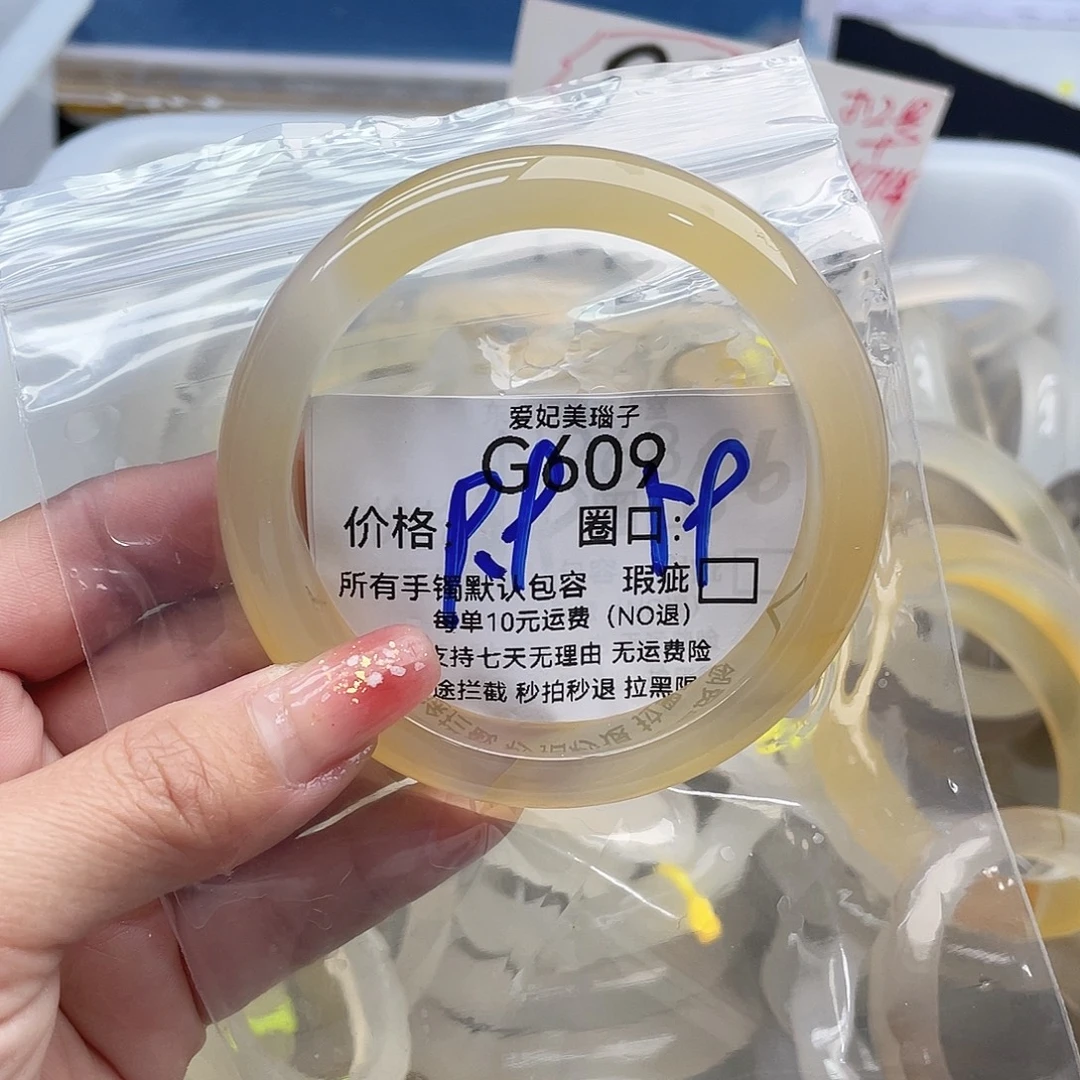 爱妃美瑙子
G609
价格: 圈口:
所有手镯默认包容 瑕疵
每单10元运费（NO退）
支持七天无理由 无运费险
途拦截 秒拍秒退 拉黑